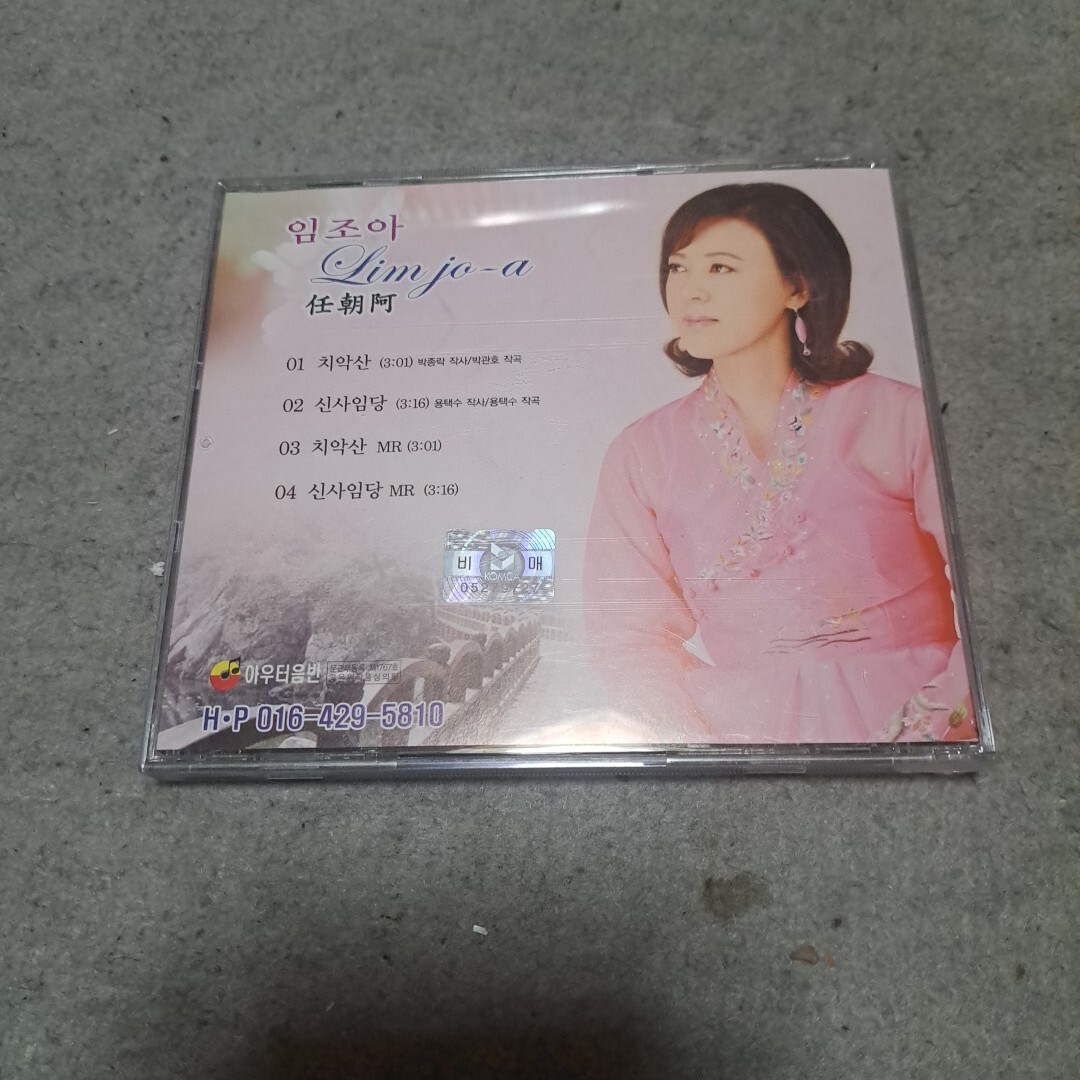 임조아
Lim jo-a
任朝阿
01 치악산 (3:01) 박종락 작사/박관호 작곡
02 신사임당 (3:16) 용택수 작사/용택수 작곡
03 치악산 MR (3:01)
04 신사임당 MR (3:16)
비 매
KOMCA
아우터음반
H·P 016-429-5810